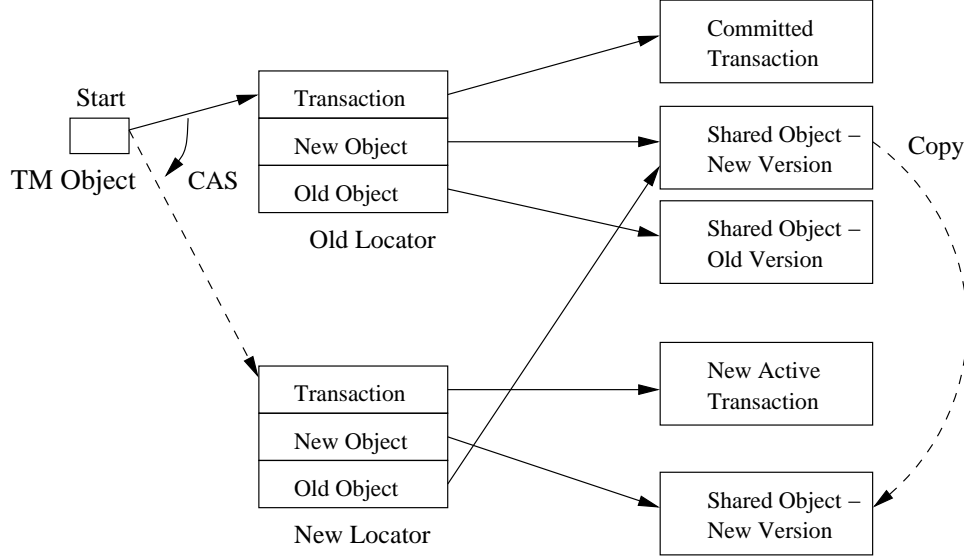 Start
TM Object
CAS
Transaction
New Object
Old Object
Old Locator
Committed
Transaction
Shared Object –
New Version
Shared Object –
Old Version
Copy
Transaction
New Object
Old Object
New Locator
New Active
Transaction
Shared Object –
New Version